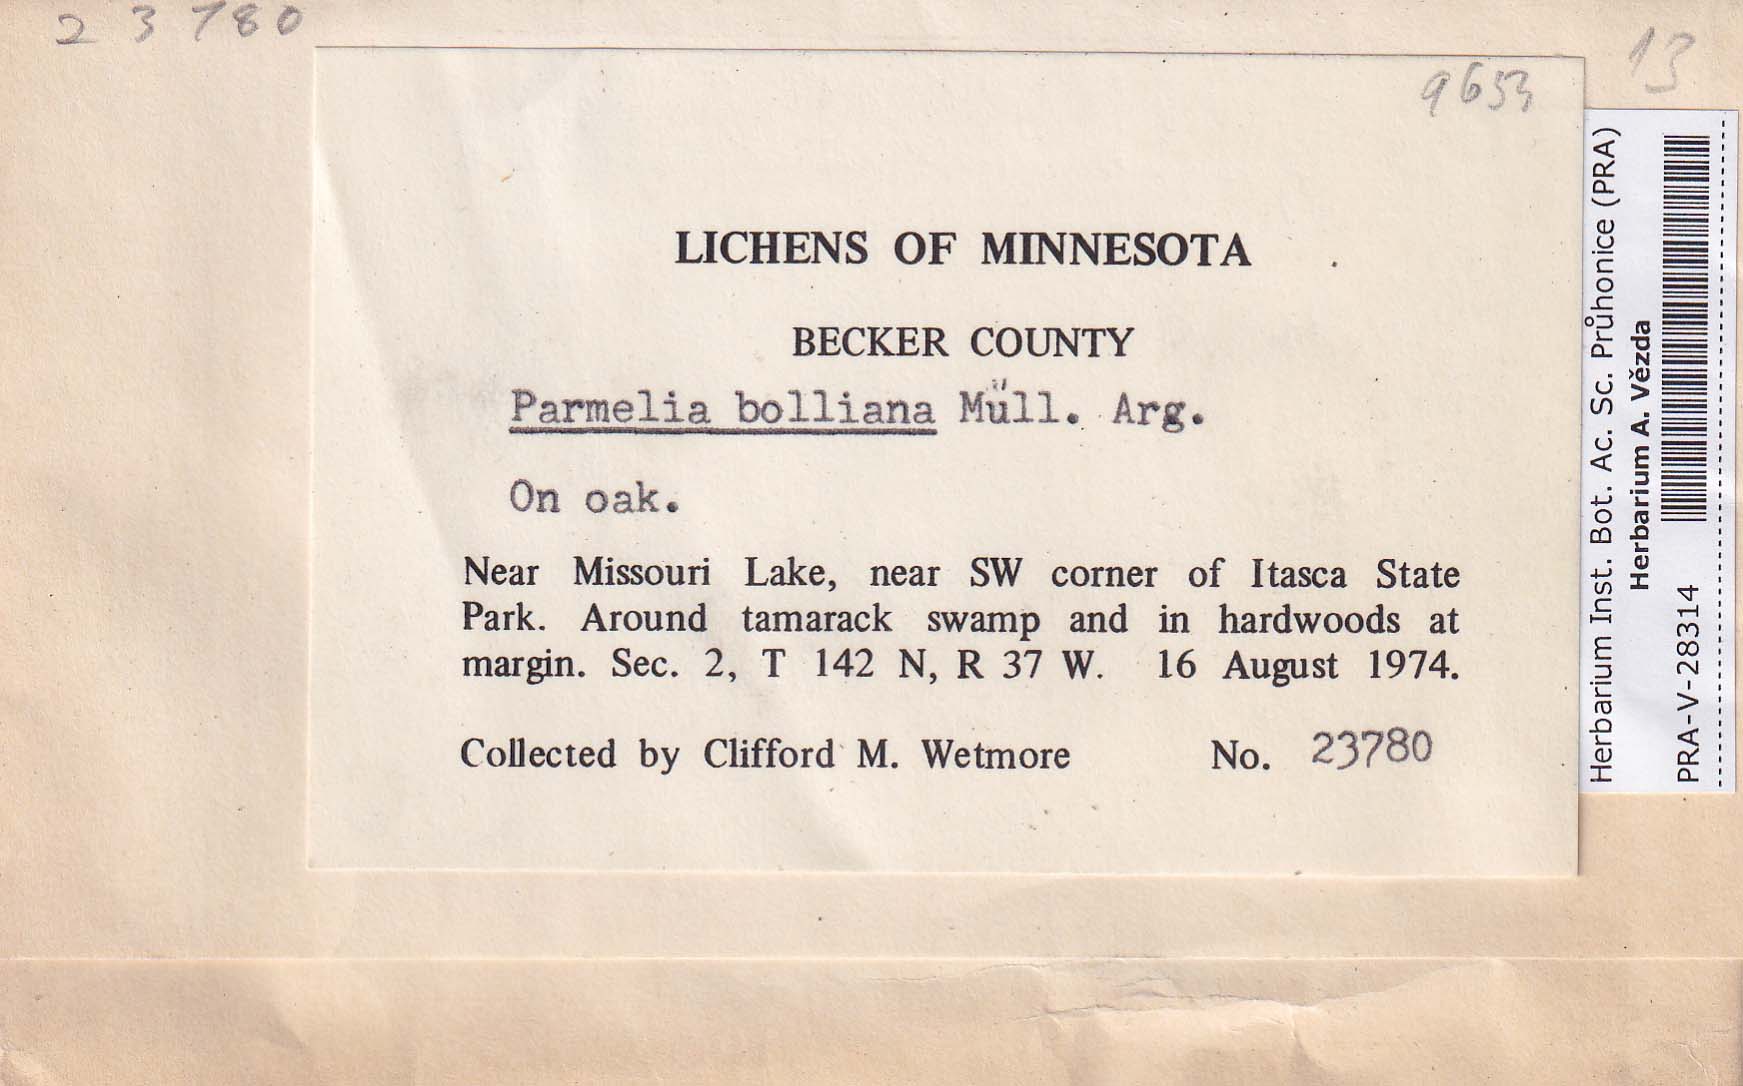 23780
13
9653
LICHENS OF MINNESOTA
BECKER COUNTY
Parmelia bolliana Müll. Arg.
On oak.
Near Missouri Lake, near SW corner of Itasca State
Park. Around tamarack swamp and in hardwoods at
margin. Sec. 2, T 142 N, R 37 W. 16 August 1974.
Collected by Clifford M. Wetmore No. 23780
Herbarium Inst. Bot. Ac. Sc. Průhonice (PRA)
Herbarium A. Vězda
PRA-V-28314